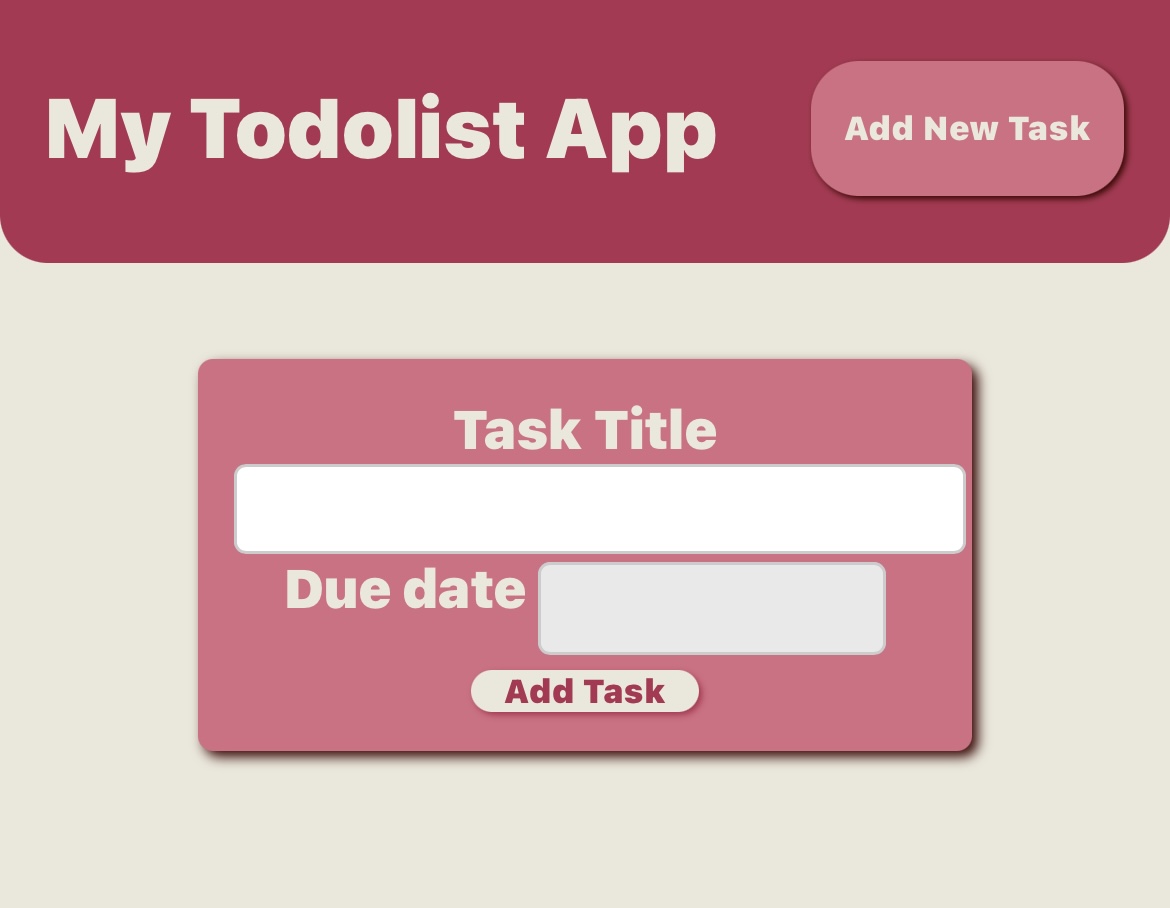 My Todolist App
Add New Task
Task Title
Due date
Add Task